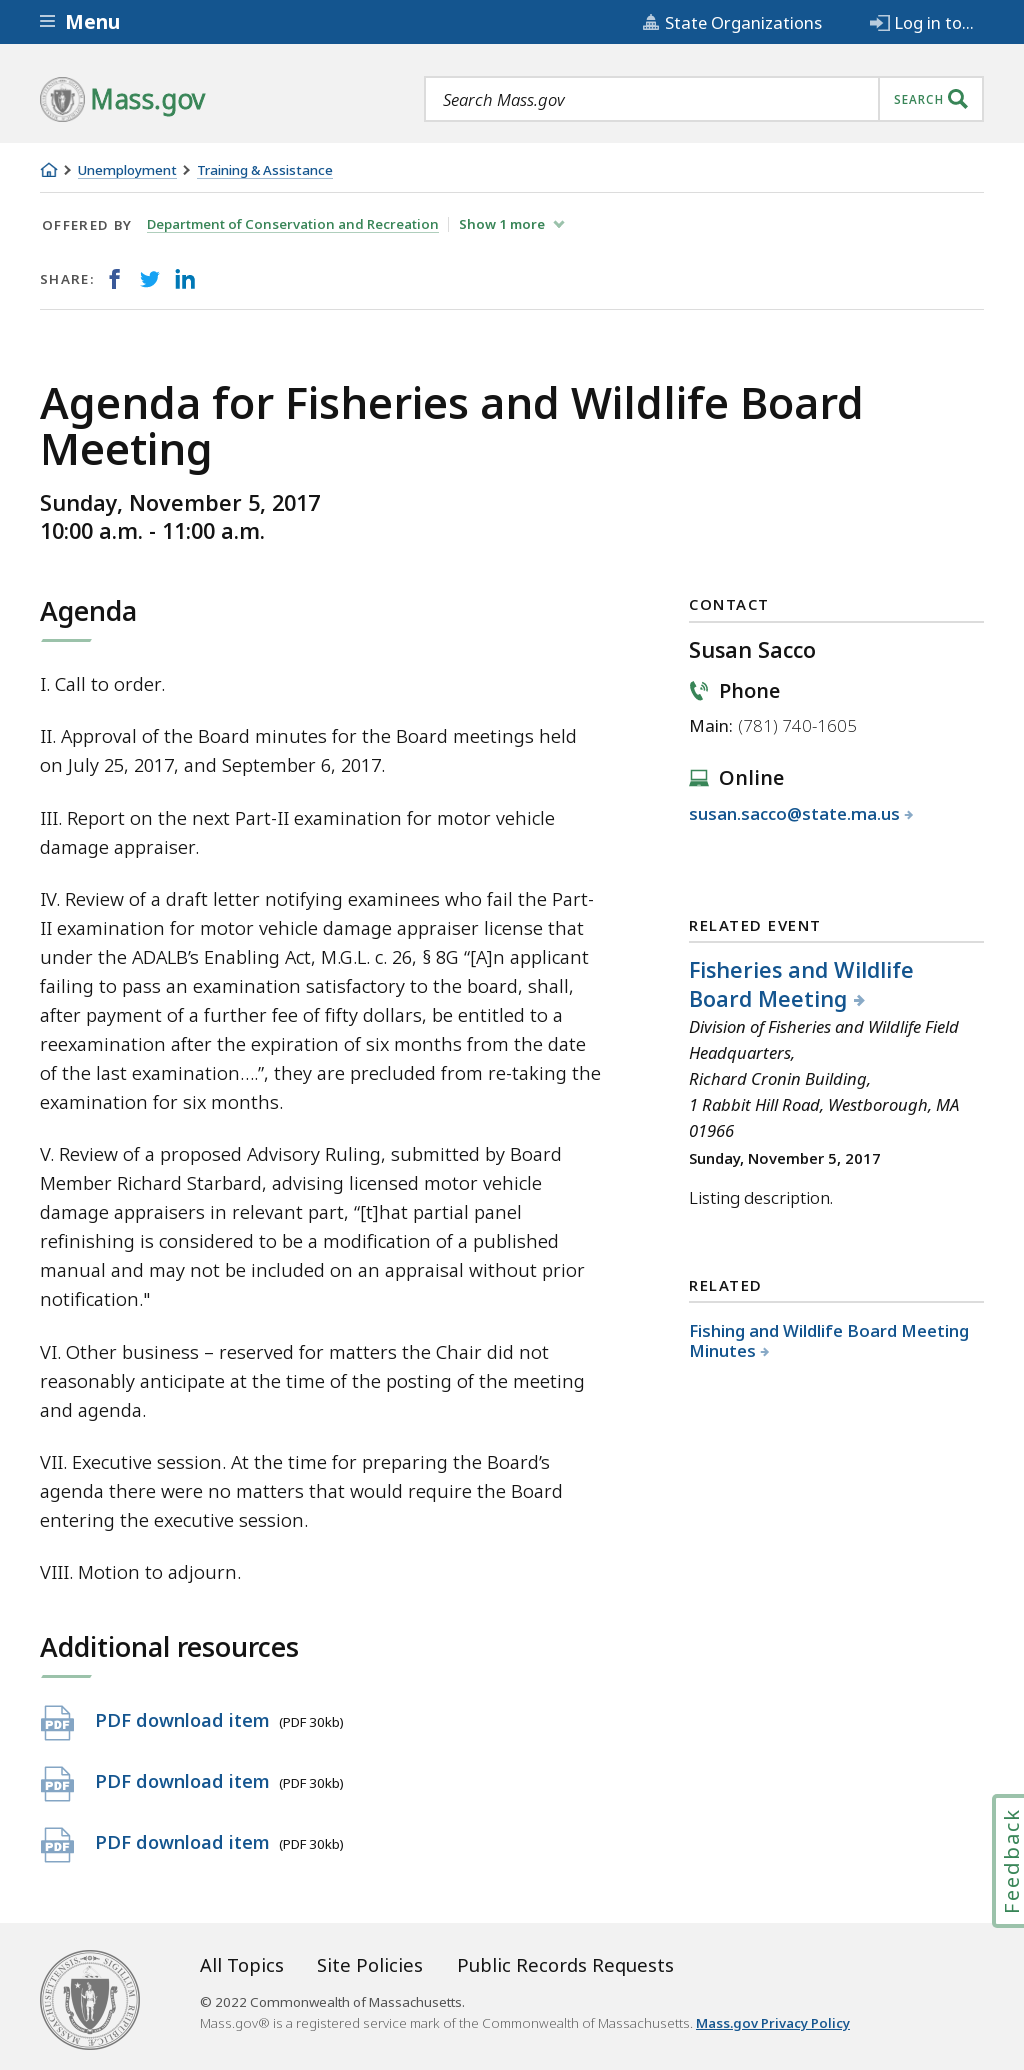 Menu
State Organizations
Log in to...
Mass.gov
Search Mass.gov
SEARCH
Unemployment
Training & Assistance
OFFERED BY
Department of Conservation and Recreation
Show 1 more
SHARE:
Agenda for Fisheries and Wildlife Board
Meeting
Sunday, November 5, 2017
10:00 a.m. - 11:00 a.m.
Agenda
I. Call to order.
II. Approval of the Board minutes for the Board meetings held
on July 25, 2017, and September 6, 2017.
III. Report on the next Part-II examination for motor vehicle
damage appraiser.
IV. Review of a draft letter notifying examinees who fail the Part-
II examination for motor vehicle damage appraiser license that
under the ADALB’s Enabling Act, M.G.L. c. 26, § 8G “[A]n applicant
failing to pass an examination satisfactory to the board, shall,
after payment of a further fee of fifty dollars, be entitled to a
reexamination after the expiration of six months from the date
of the last examination….”, they are precluded from re-taking the
examination for six months.
V. Review of a proposed Advisory Ruling, submitted by Board
Member Richard Starbard, advising licensed motor vehicle
damage appraisers in relevant part, “[t]hat partial panel
refinishing is considered to be a modification of a published
manual and may not be included on an appraisal without prior
notification."
VI. Other business – reserved for matters the Chair did not
reasonably anticipate at the time of the posting of the meeting
and agenda.
VII. Executive session. At the time for preparing the Board’s
agenda there were no matters that would require the Board
entering the executive session.
VIII. Motion to adjourn.
Additional resources
PDF
PDF download item (PDF 30kb)
PDF
PDF download item (PDF 30kb)
PDF
PDF download item (PDF 30kb)
CONTACT
Susan Sacco
Phone
Main: (781) 740-1605
Online
susan.sacco@state.ma.us
RELATED EVENT
Fisheries and Wildlife
Board Meeting
Division of Fisheries and Wildlife Field
Headquarters,
Richard Cronin Building,
1 Rabbit Hill Road, Westborough, MA
01966
Sunday, November 5, 2017
Listing description.
RELATED
Fishing and Wildlife Board Meeting
Minutes
Feedback
All Topics
Site Policies
Public Records Requests
© 2022 Commonwealth of Massachusetts.
Mass.gov® is a registered service mark of the Commonwealth of Massachusetts. Mass.gov Privacy Policy